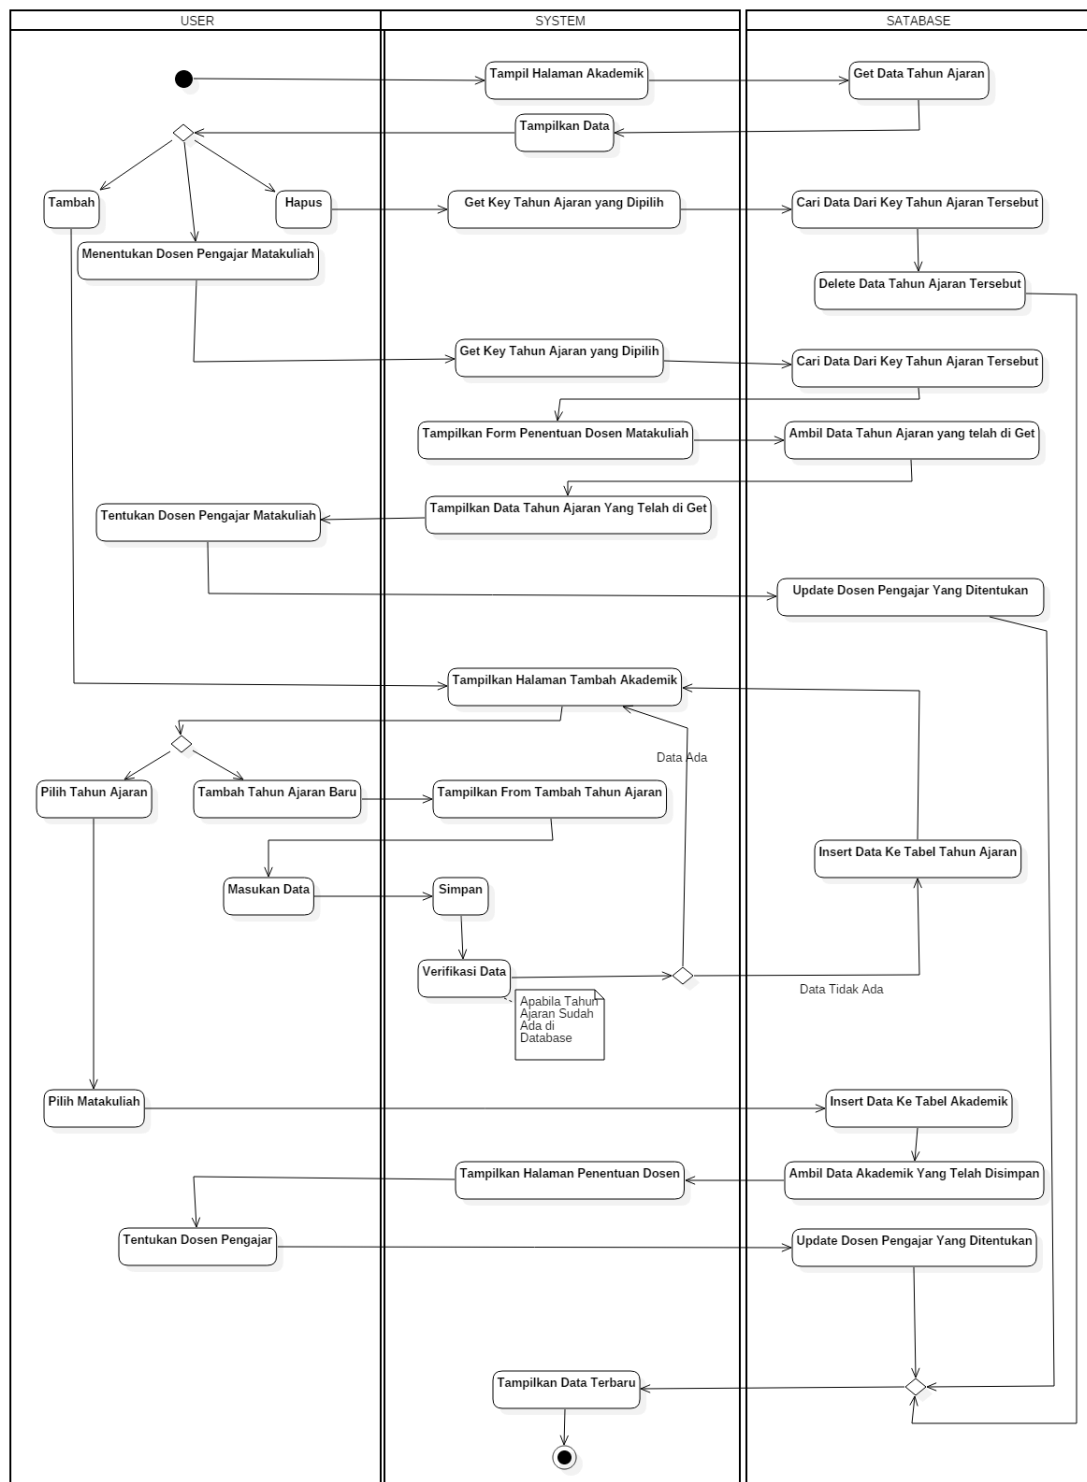 USER
SYSTEM
SATABASE
Tampil Halaman Akademik
Get Data Tahun Ajaran
Tampilkan Data
Tambah
Hapus
Get Key Tahun Ajaran yang Dipilih
Cari Data Dari Key Tahun Ajaran Tersebut
Menentukan Dosen Pengajar Matakuliah
Delete Data Tahun Ajaran Tersebut
Get Key Tahun Ajaran yang Dipilih
Cari Data Dari Key Tahun Ajaran Tersebut
Tampilkan Form Penentuan Dosen Matakuliah
Ambil Data Tahun Ajaran yang telah di Get
Tampilkan Data Tahun Ajaran Yang Telah di Get
Tentukan Dosen Pengajar Matakuliah
Update Dosen Pengajar Yang Ditentukan
Tampilkan Halaman Tambah Akademik
Data Ada
Pilih Tahun Ajaran
Tambah Tahun Ajaran Baru
Tampilkan From Tambah Tahun Ajaran
Insert Data Ke Tabel Tahun Ajaran
Masukan Data
Simpan
Verifikasi Data
Data Tidak Ada
Apabila Tahun
Ajaran Sudah
Ada di
Database
Pilih Matakuliah
Insert Data Ke Tabel Akademik
Tampilkan Halaman Penentuan Dosen
Ambil Data Akademik Yang Telah Disimpan
Tentukan Dosen Pengajar
Update Dosen Pengajar Yang Ditentukan
Tampilkan Data Terbaru